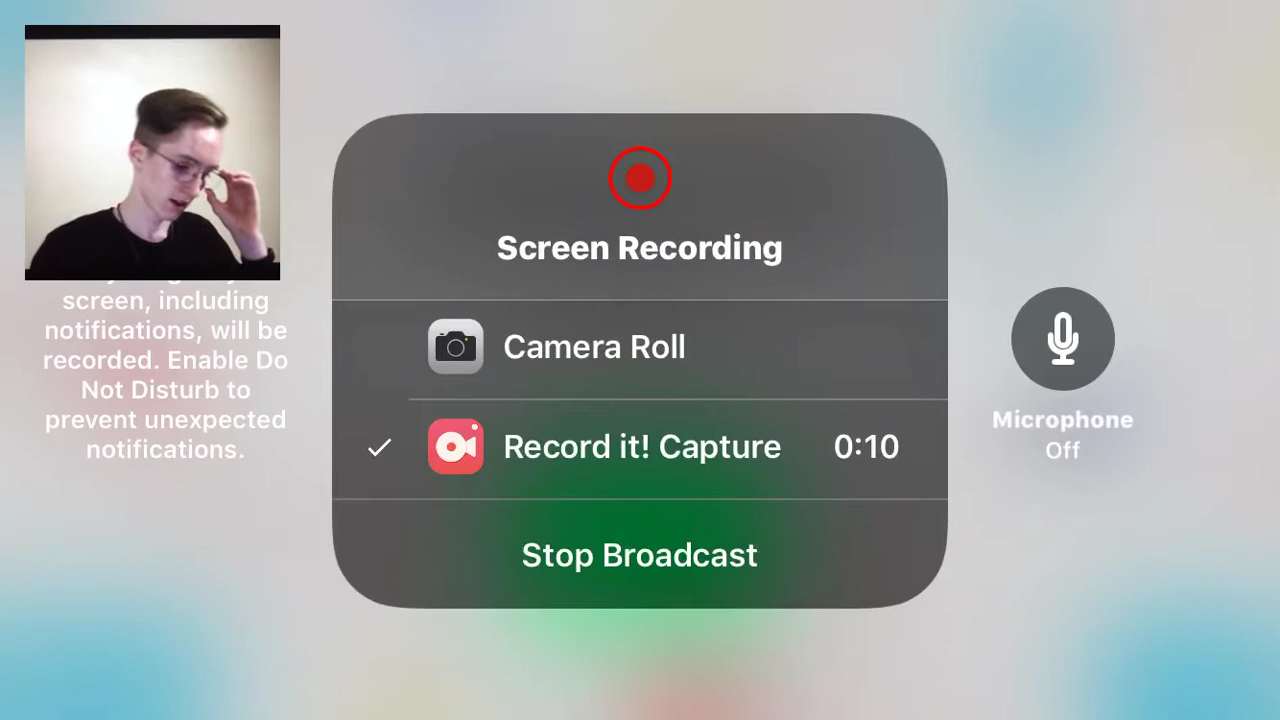 Screen Recording
Camera Roll
Record it! Capture 0:10
Stop Broadcast
screen, including
notifications, will be
recorded. Enable Do
Not Disturb to
prevent unexpected
notifications.
Microphone
Off